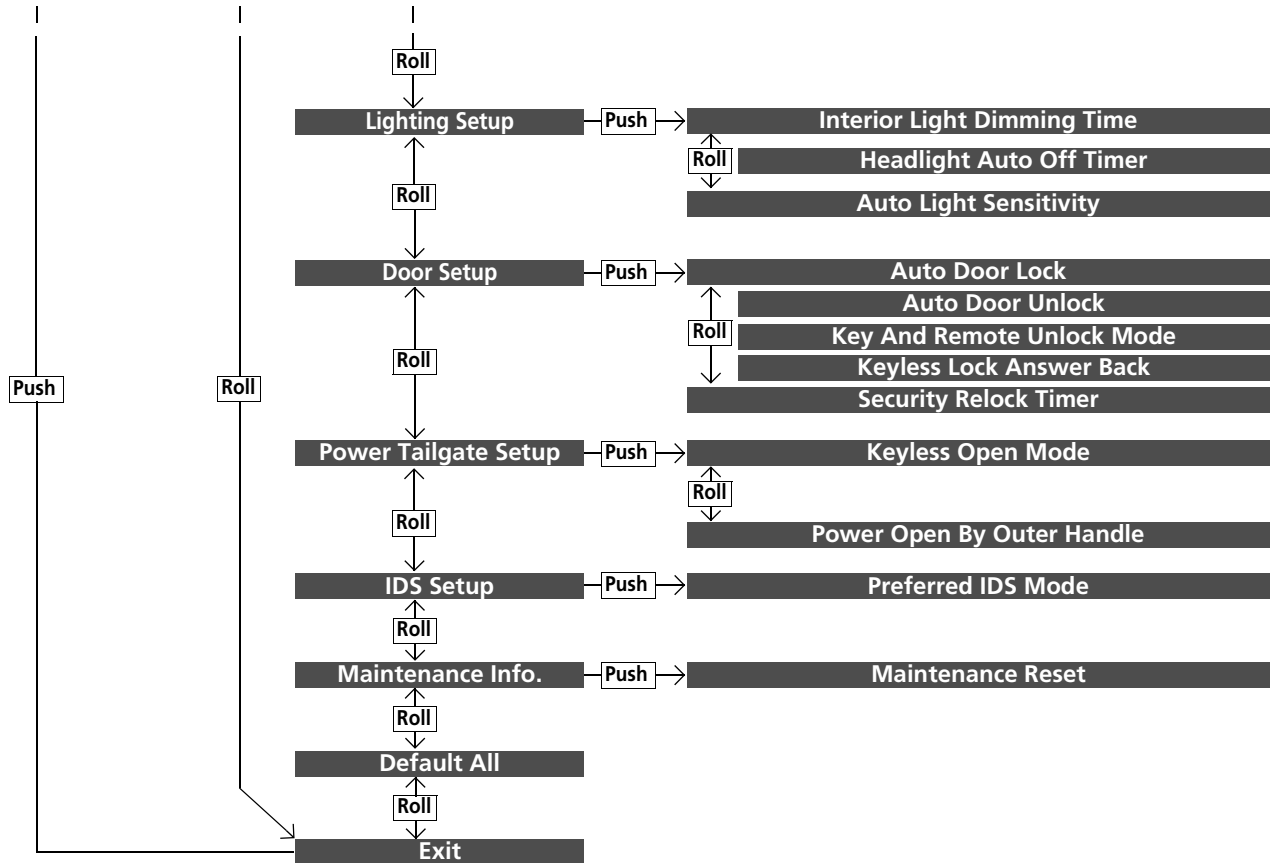 Roll
Lighting Setup Push Interior Light Dimming Time
Roll Headlight Auto Off Timer
Roll Auto Light Sensitivity
Door Setup Push Auto Door Lock
Auto Door Unlock
Roll Key And Remote Unlock Mode
Roll Keyless Lock Answer Back
Push Roll Security Relock Timer
Power Tailgate Setup Push Keyless Open Mode
Roll
Roll Power Open By Outer Handle
IDS Setup Push Preferred IDS Mode
Roll
Maintenance Info. Push Maintenance Reset
Roll
Default All
Roll
Exit